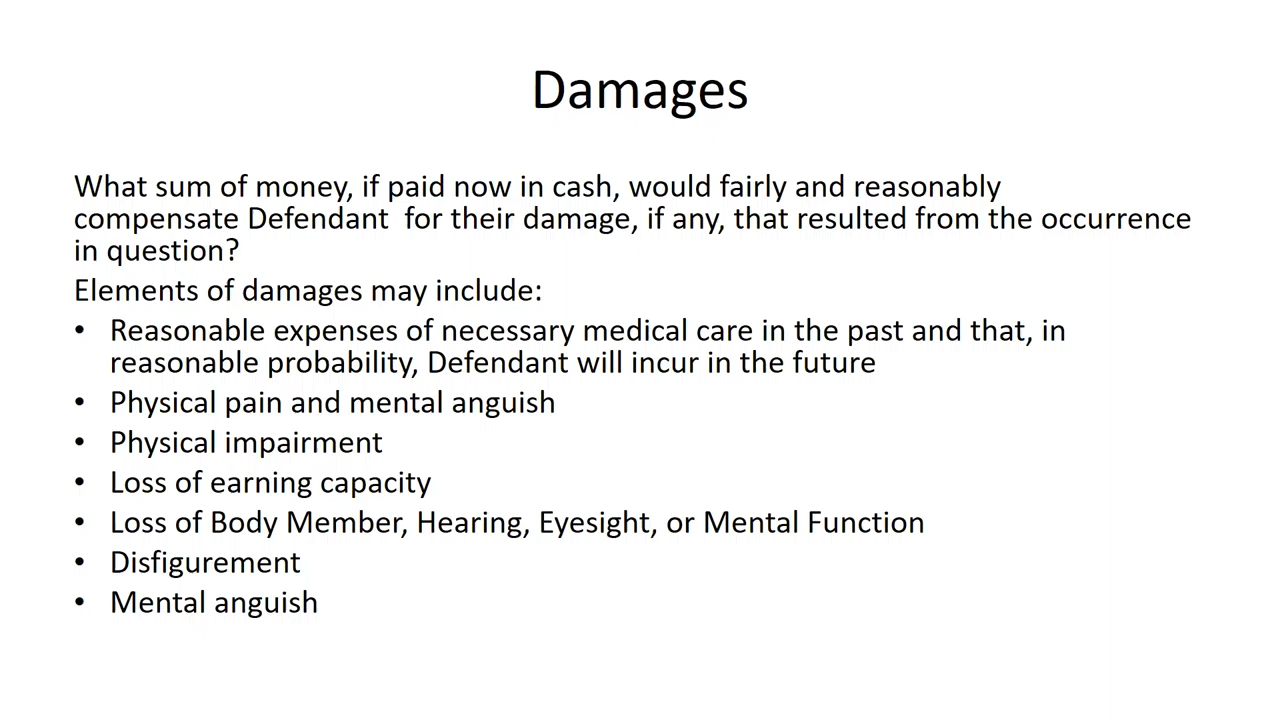 Damages
What sum of money, if paid now in cash, would fairly and reasonably
compensate Defendant  for their damage, if any, that resulted from the occurrence
in question?
Elements of damages may include:
• Reasonable expenses of necessary medical care in the past and that, in
reasonable probability, Defendant will incur in the future
• Physical pain and mental anguish
• Physical impairment
• Loss of earning capacity
• Loss of Body Member, Hearing, Eyesight, or Mental Function
• Disfigurement
• Mental anguish